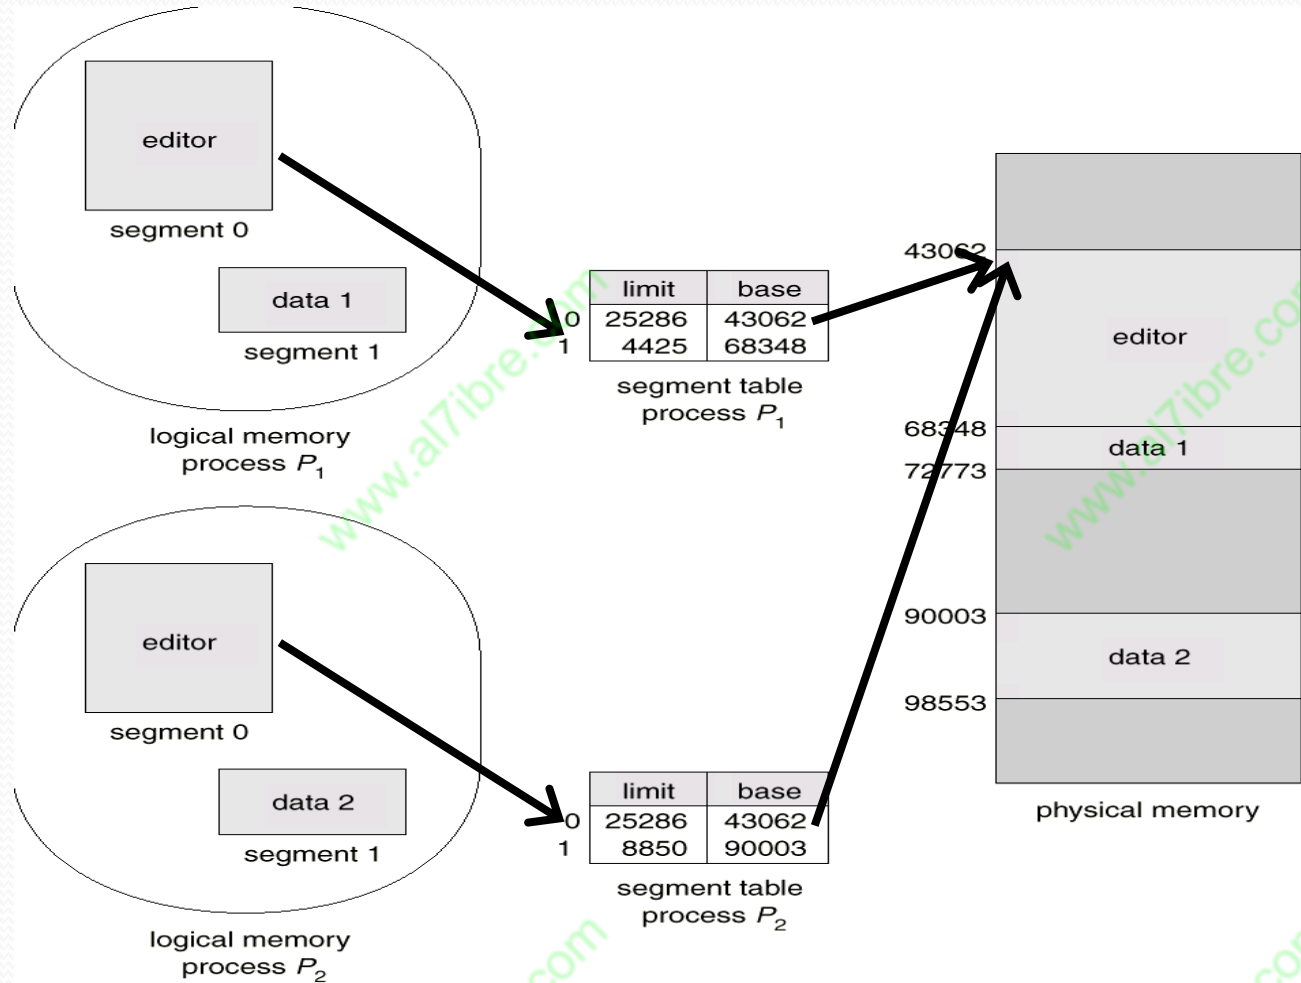 editor
segment 0
data 1
segment 1
logical memory
process P1
limit base
0 25286 43062
1 4425 68348
segment table
process P1
editor
segment 0
data 2
segment 1
logical memory
process P2
limit base
0 25286 43062
1 8850 90003
segment table
process P2
43062
editor
68348
data 1
72773
90003
data 2
98553
physical memory
www.al7ibre.com
www.al7ibre.com
.com
.com